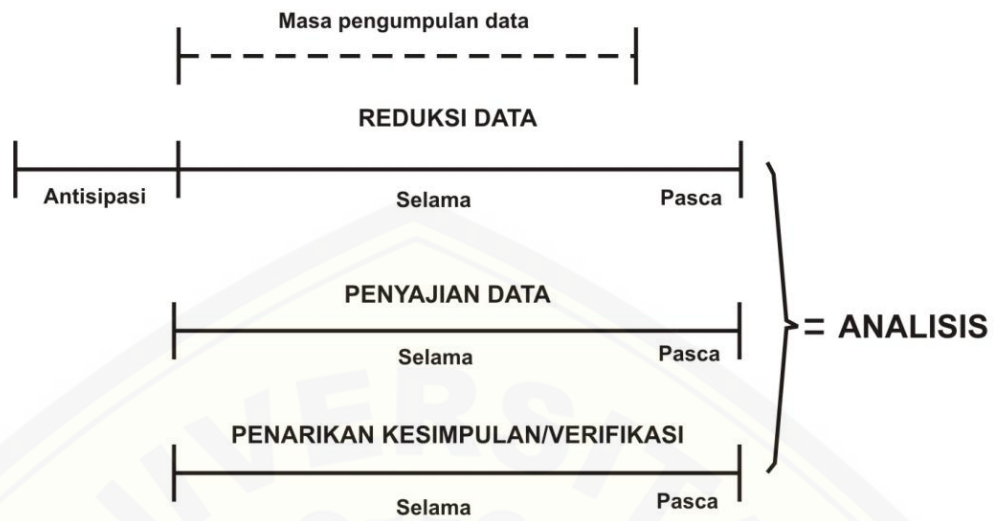 Masa pengumpulan data
REDUKSI DATA
Antisipasi Selama Pasca
PENYAJIAN DATA
= ANALISIS
Selama Pasca
PENARIKAN KESIMPULAN/VERIFIKASI
Selama Pasca